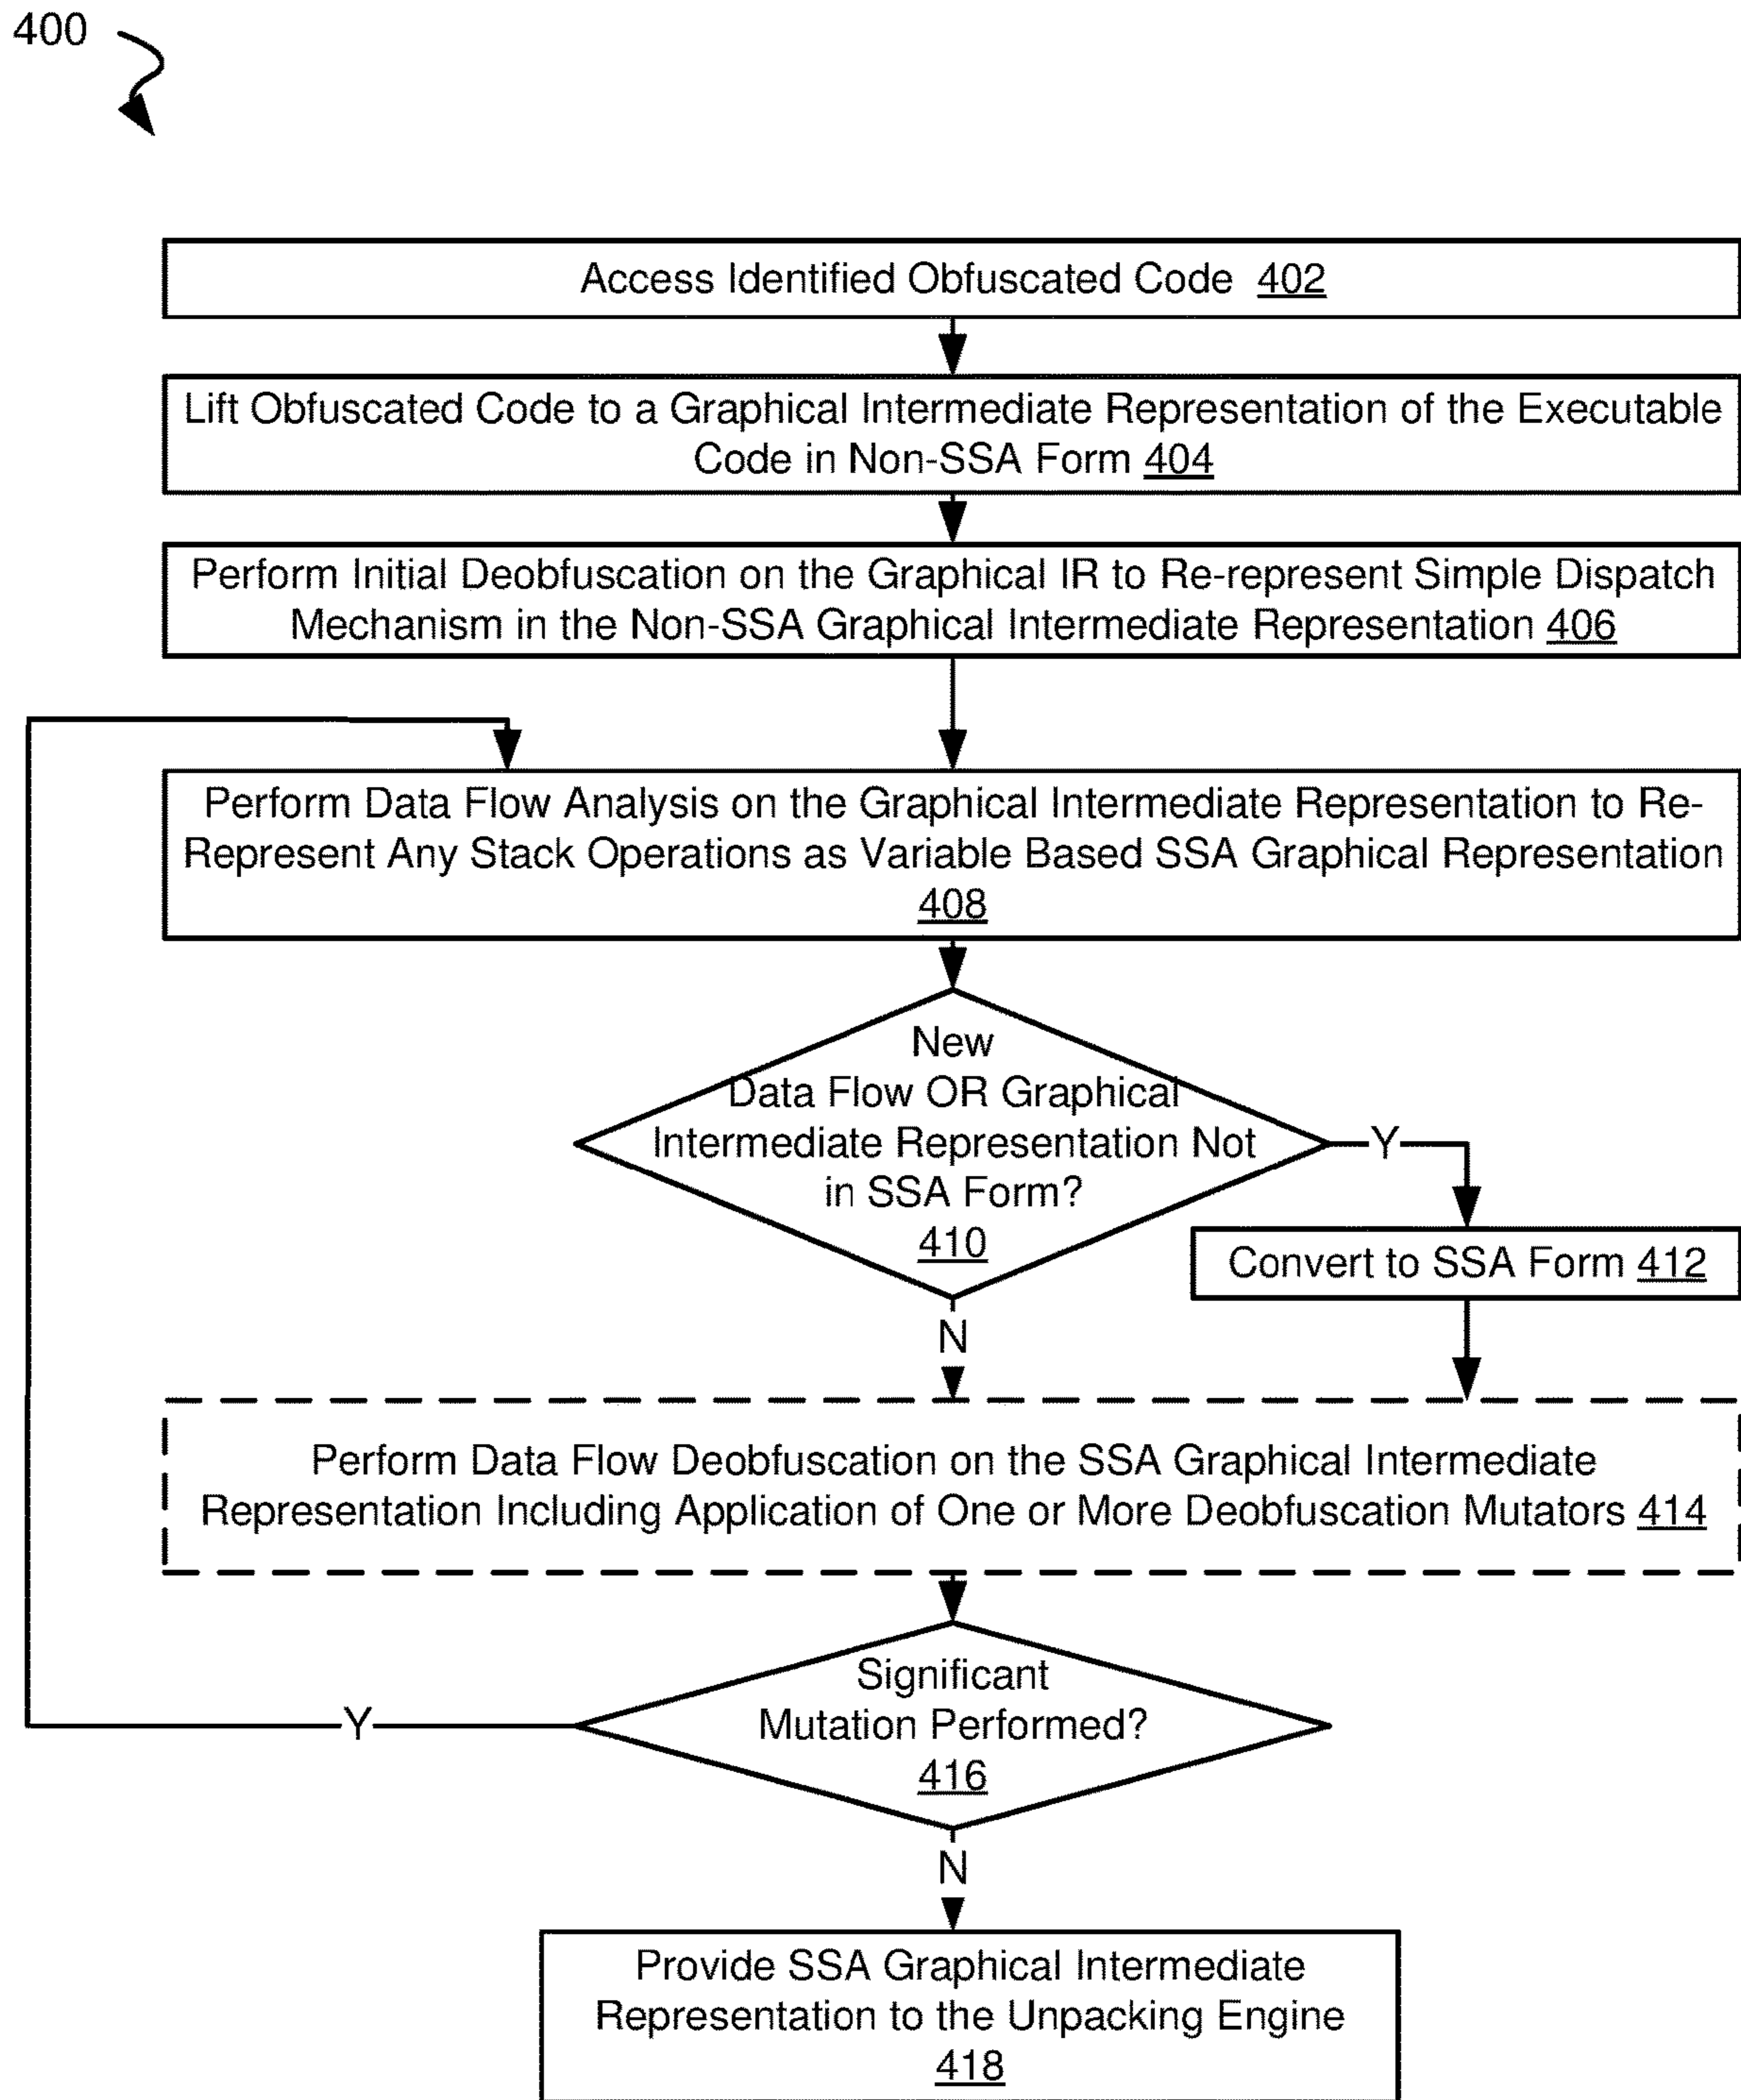 400
Access Identified Obfuscated Code 402
Lift Obfuscated Code to a Graphical Intermediate Representation of the Executable
Code in Non-SSA Form 404
Perform Initial Deobfuscation on the Graphical IR to Re-represent Simple Dispatch
Mechanism in the Non-SSA Graphical Intermediate Representation 406
Perform Data Flow Analysis on the Graphical Intermediate Representation to Re-
Represent Any Stack Operations as Variable Based SSA Graphical Representation
408
New
Data Flow OR Graphical
Intermediate Representation Not
in SSA Form?
410
Y
Convert to SSA Form 412
N
Perform Data Flow Deobfuscation on the SSA Graphical Intermediate
Representation Including Application of One or More Deobfuscation Mutators 414
Significant
Mutation Performed?
416
Y
N
Provide SSA Graphical Intermediate
Representation to the Unpacking Engine
418